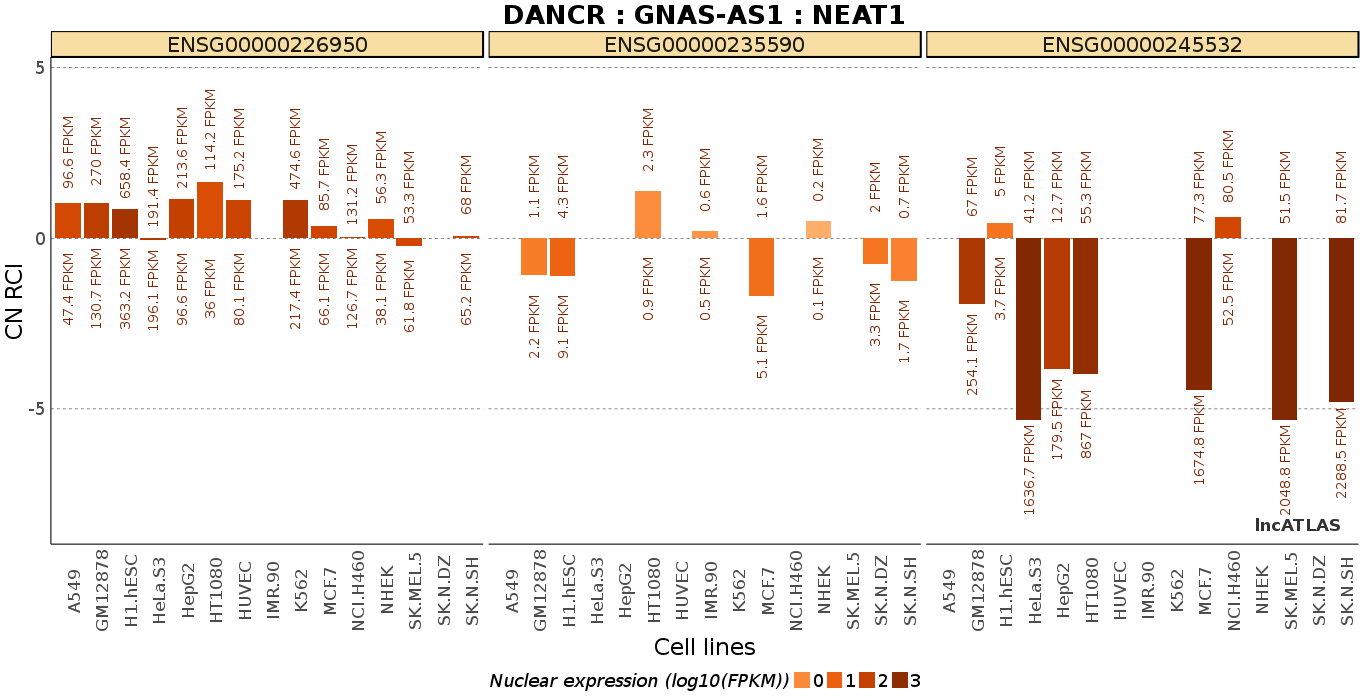 DANCR : GNAS-AS1 : NEAT1
ENSG00000226950 ENSG00000235590 ENSG00000245532
CN RCI
5
0
-5
96.6 FPKM 270 FPKM 658.4 FPKM 191.4 FPKM 213.6 FPKM 114.2 FPKM 175.2 FPKM 474.6 FPKM 85.7 FPKM 131.2 FPKM 56.3 FPKM 53.3 FPKM 68 FPKM
47.4 FPKM 130.7 FPKM 363.2 FPKM 196.1 FPKM 96.6 FPKM 36 FPKM 80.1 FPKM 217.4 FPKM 66.1 FPKM 126.7 FPKM 38.1 FPKM 61.8 FPKM 65.2 FPKM
1.1 FPKM 4.3 FPKM 2.3 FPKM 0.6 FPKM 1.6 FPKM 0.2 FPKM 2 FPKM 0.7 FPKM
2.2 FPKM 9.1 FPKM 0.9 FPKM 0.5 FPKM 5.1 FPKM 0.1 FPKM 3.3 FPKM 1.7 FPKM
67 FPKM 5 FPKM 41.2 FPKM 12.7 FPKM 55.3 FPKM 77.3 FPKM 80.5 FPKM 51.5 FPKM 81.7 FPKM
254.1 FPKM 3.7 FPKM 1636.7 FPKM 179.5 FPKM 867 FPKM 1674.8 FPKM 52.5 FPKM 2048.8 FPKM 2288.5 FPKM
lncATLAS
A549 GM12878 H1.hESC HeLa.S3 HepG2 HT1080 HUVEC IMR.90 K562 MCF.7 NCI.H460 NHEK SK.MEL.5 SK.N.DZ SK.N.SH
A549 GM12878 H1.hESC HeLa.S3 HepG2 HT1080 HUVEC IMR.90 K562 MCF.7 NCI.H460 NHEK SK.MEL.5 SK.N.DZ SK.N.SH
A549 GM12878 H1.hESC HeLa.S3 HepG2 HT1080 HUVEC IMR.90 K562 MCF.7 NCI.H460 NHEK SK.MEL.5 SK.N.DZ SK.N.SH
Cell lines
Nuclear expression (log10(FPKM)) 0 1 2 3